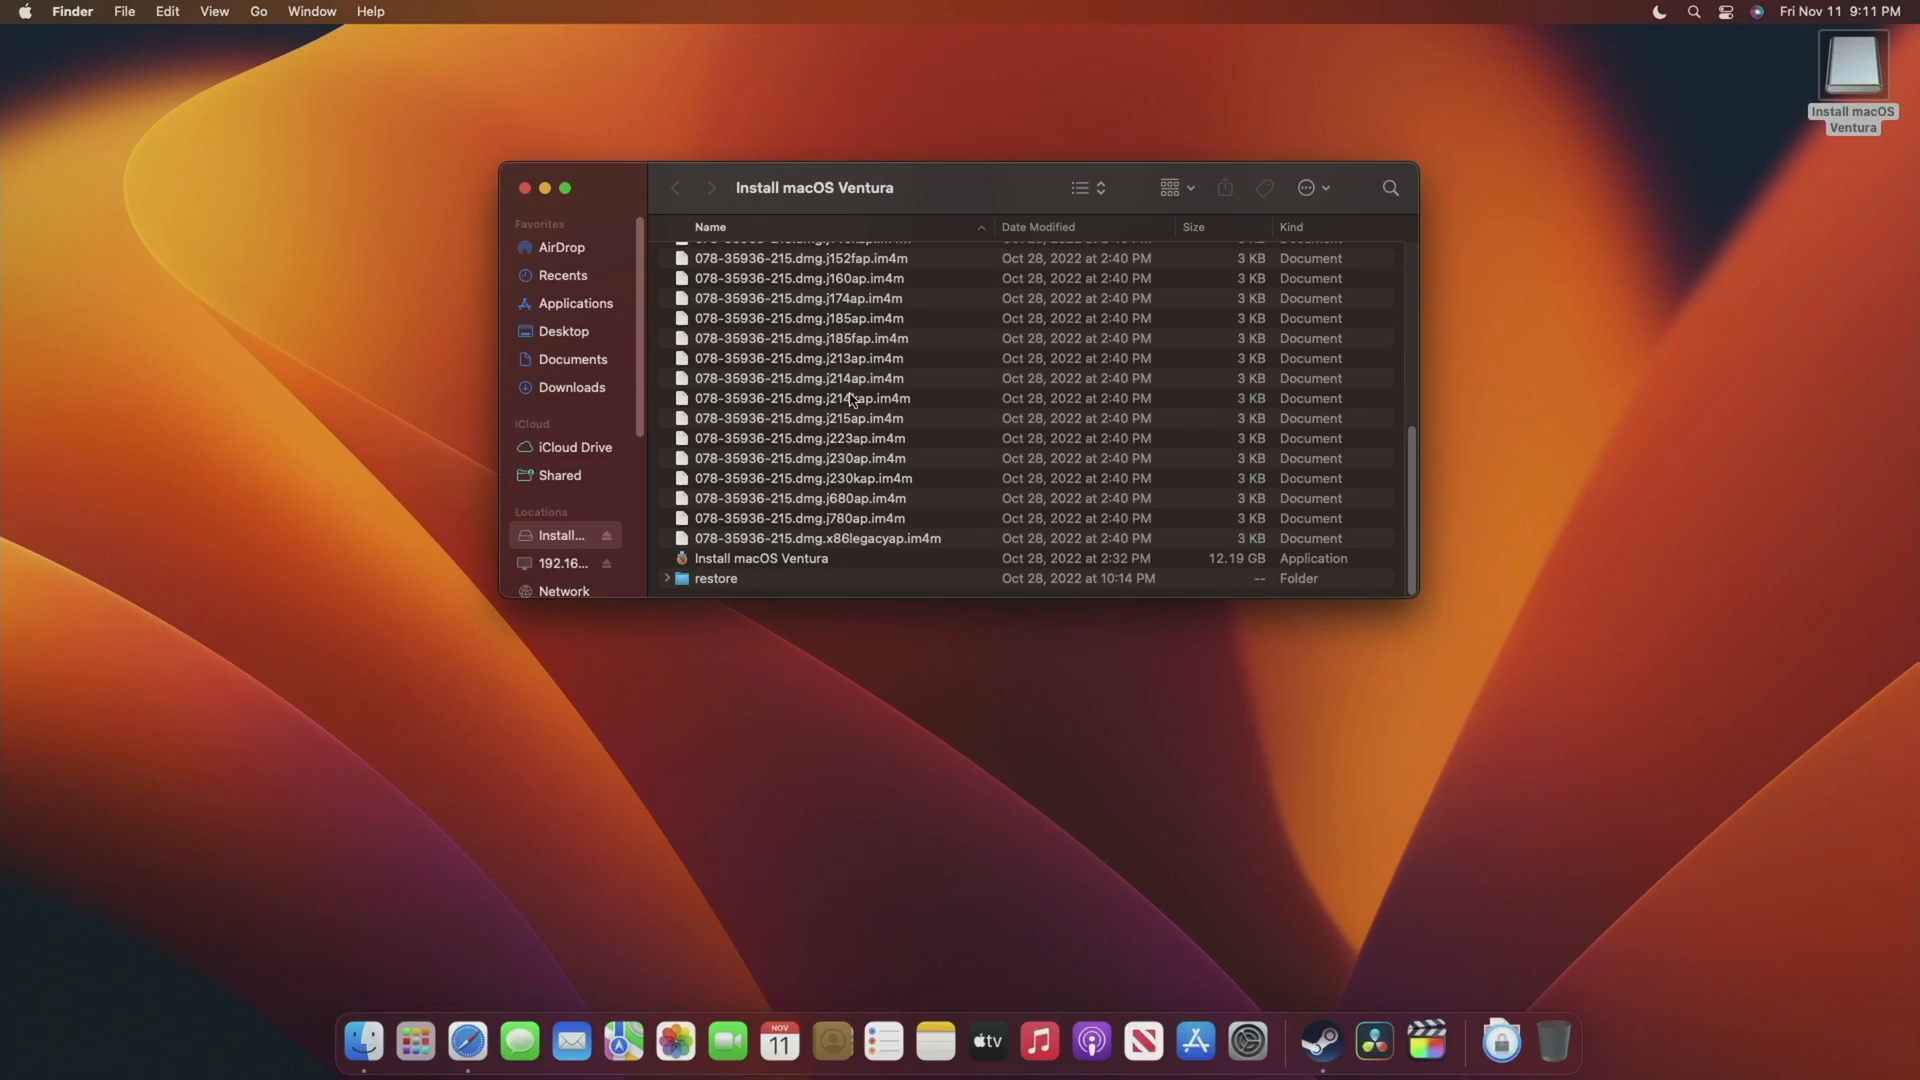 Finder File Edit View Go Window Help
Fri Nov 11 9:11 PM
Install macOS
Ventura
Install macOS Ventura
Name Date Modified Size Kind
078-35936-215.dmg.j152fap.im4m Oct 28, 2022 at 2:40 PM 3 KB Document
078-35936-215.dmg.j160ap.im4m Oct 28, 2022 at 2:40 PM 3 KB Document
078-35936-215.dmg.j174ap.im4m Oct 28, 2022 at 2:40 PM 3 KB Document
078-35936-215.dmg.j185ap.im4m Oct 28, 2022 at 2:40 PM 3 KB Document
078-35936-215.dmg.j185fap.im4m Oct 28, 2022 at 2:40 PM 3 KB Document
078-35936-215.dmg.j213ap.im4m Oct 28, 2022 at 2:40 PM 3 KB Document
078-35936-215.dmg.j214ap.im4m Oct 28, 2022 at 2:40 PM 3 KB Document
Oct 28, 2022 at 2:40 PM 3 KB Document
078-35936-215.dmg.j215ap.im4m Oct 28, 2022 at 2:40 PM 3 KB Document
078-35936-215.dmg.j223ap.im4m Oct 28, 2022 at 2:40 PM 3 KB Document
078-35936-215.dmg.j230ap.im4m Oct 28, 2022 at 2:40 PM 3 KB Document
078-35936-215.dmg.j230kap.im4m Oct 28, 2022 at 2:40 PM 3 KB Document
078-35936-215.dmg.j680ap.im4m Oct 28, 2022 at 2:40 PM 3 KB Document
078-35936-215.dmg.j780ap.im4m Oct 28, 2022 at 2:40 PM 3 KB Document
078-35936-215.dmg.x86legacyap.im4m Oct 28, 2022 at 2:40 PM 3 KB Document
Install macOS Ventura Oct 28, 2022 at 2:32 PM 12.19 GB Application
restore Oct 28, 2022 at 10:14 PM -- Folder
Favorites
AirDrop
Recents
Applications
Desktop
Documents
Downloads
iCloud
iCloud Drive
Shared
Locations
Install...
192.16...
Network
NOV
11
tv